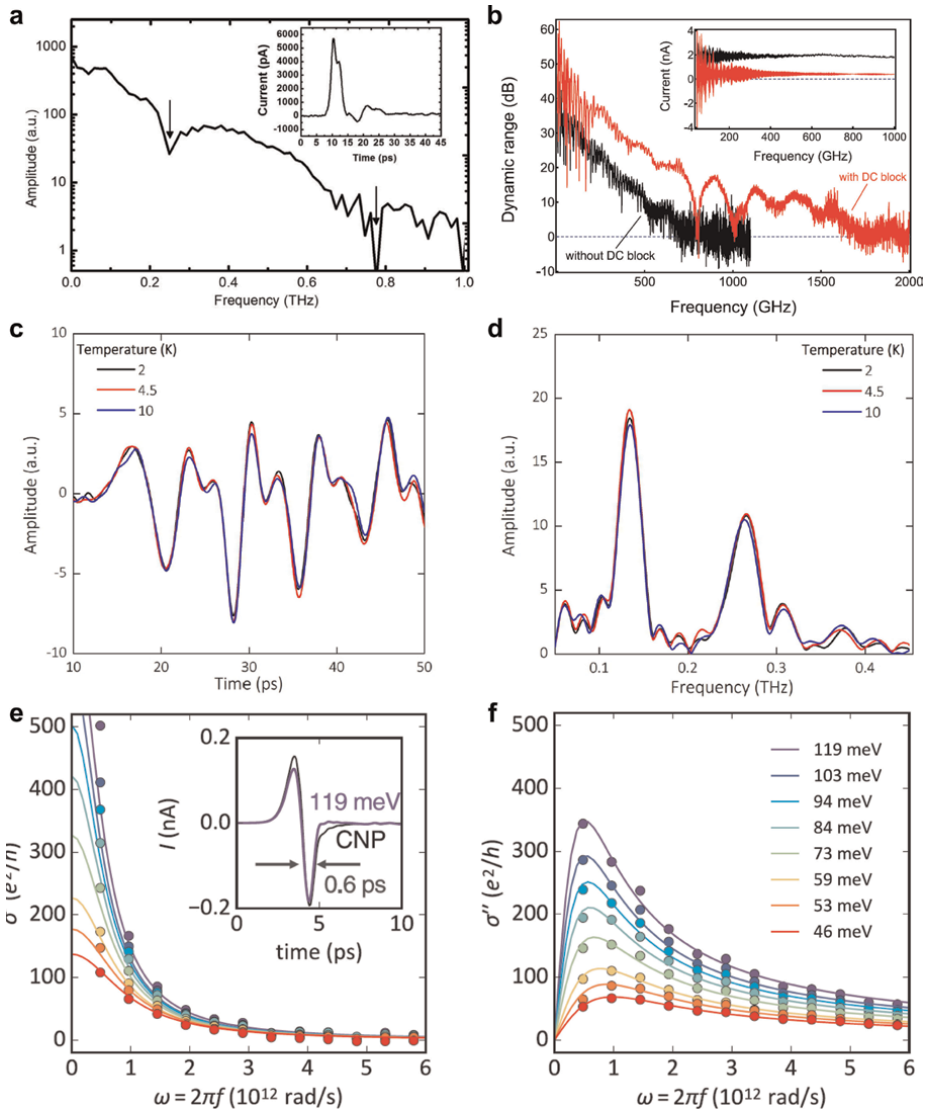 a
Amplitude (a.u.)
1000
100
10
1
0.0 0.2 0.4 0.6 0.8 1.0
Frequency (THz)
Current (pA)
6000
5000
4000
3000
2000
1000
0
-1000
0 5 10 15 20 25 30 35 40 45
Time (ps)
b
Dynamic range (dB)
60
50
40
30
20
10
0
-10
500 1000 1500 2000
Frequency (GHz)
without DC block
with DC block
Current (nA)
4
2
0
-2
-4
200 400 600 800 1000
Frequency (GHz)
c
Temperature (K)
2
4.5
10
Amplitude (a.u.)
10
5
0
-5
-10
10 20 30 40 50
Time (ps)
d
Temperature (K)
2
4.5
10
Amplitude (a.u.)
25
20
15
10
5
0
0.1 0.2 0.3 0.4
Frequency (THz)
e
σ (e²/h)
500
400
300
200
100
0
0 1 2 3 4 5 6
ω = 2πf (10¹² rad/s)
I (nA)
0.2
0.0
−0.2
119 meV
CNP
0.6 ps
0 5 10
time (ps)
f
σ″ (e²/h)
500
400
300
200
100
0
119 meV
103 meV
94 meV
84 meV
73 meV
59 meV
53 meV
46 meV
0 1 2 3 4 5 6
ω = 2πf (10¹² rad/s)